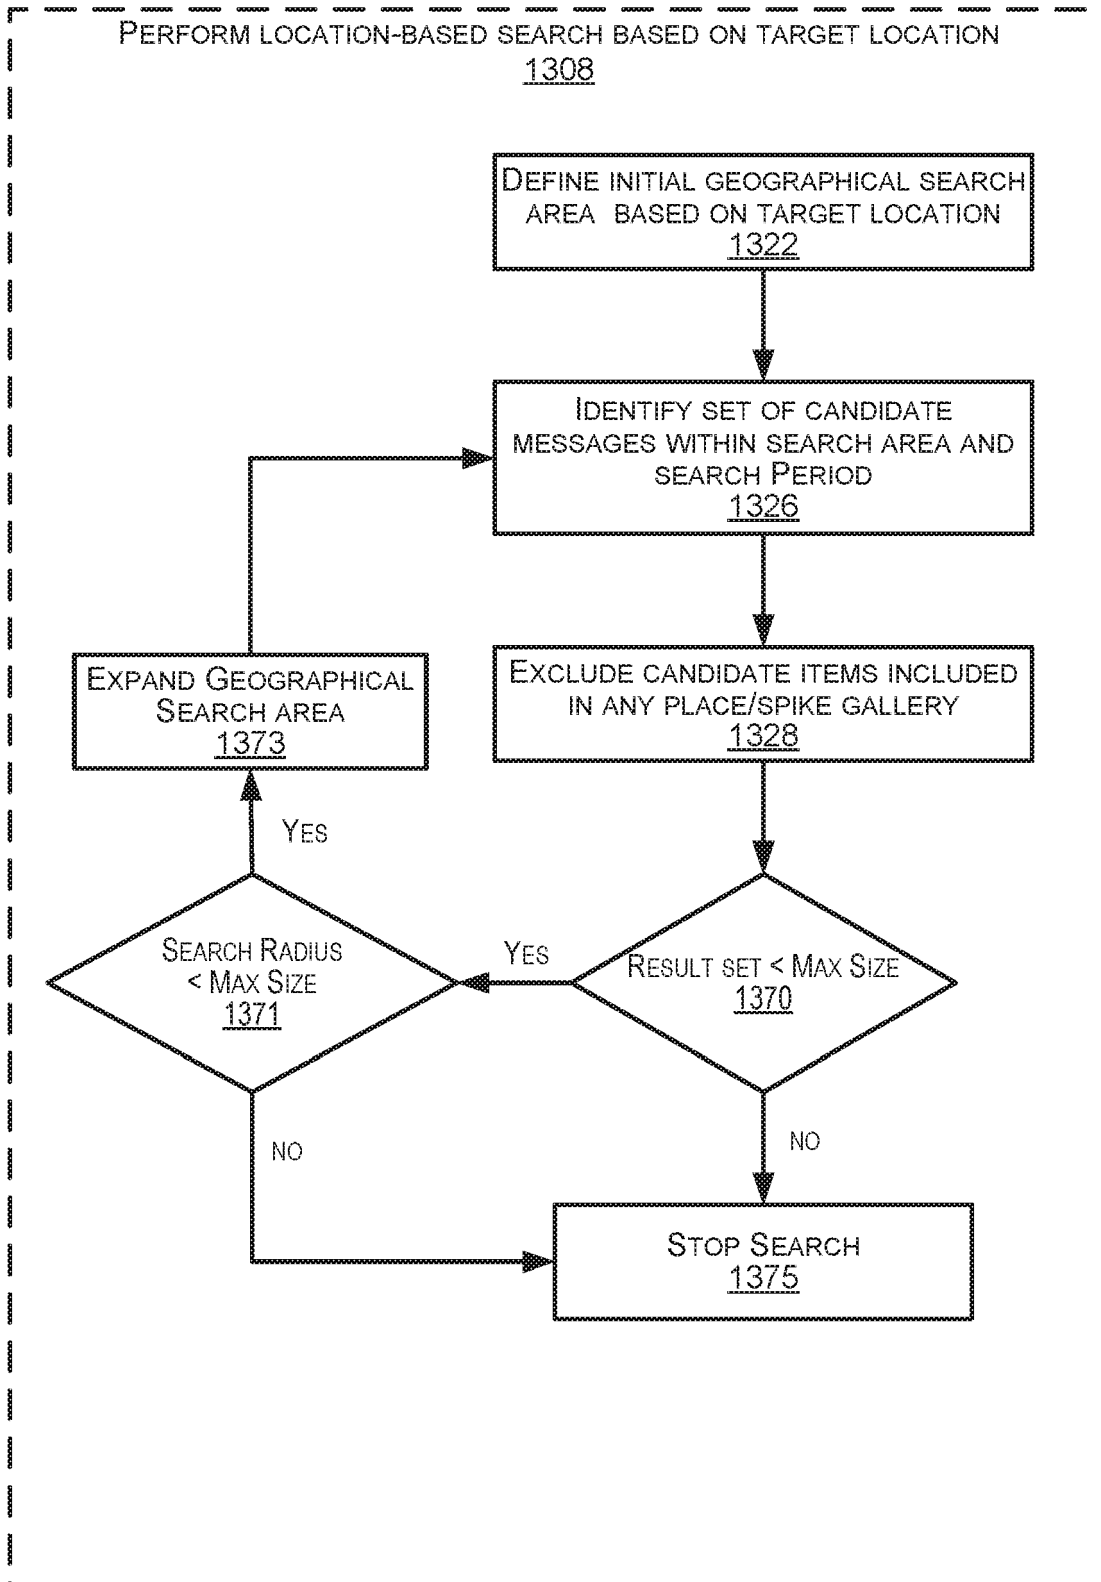 PERFORM LOCATION-BASED SEARCH BASED ON TARGET LOCATION
1308
DEFINE INITIAL GEOGRAPHICAL SEARCH
AREA BASED ON TARGET LOCATION
1322
IDENTIFY SET OF CANDIDATE
MESSAGES WITHIN SEARCH AREA AND
SEARCH PERIOD
1326
EXPAND GEOGRAPHICAL
SEARCH AREA
1373
EXCLUDE CANDIDATE ITEMS INCLUDED
IN ANY PLACE/SPIKE GALLERY
1328
YES
SEARCH RADIUS
< MAX SIZE
1371
YES
RESULT SET < MAX SIZE
1370
NO
NO
STOP SEARCH
1375